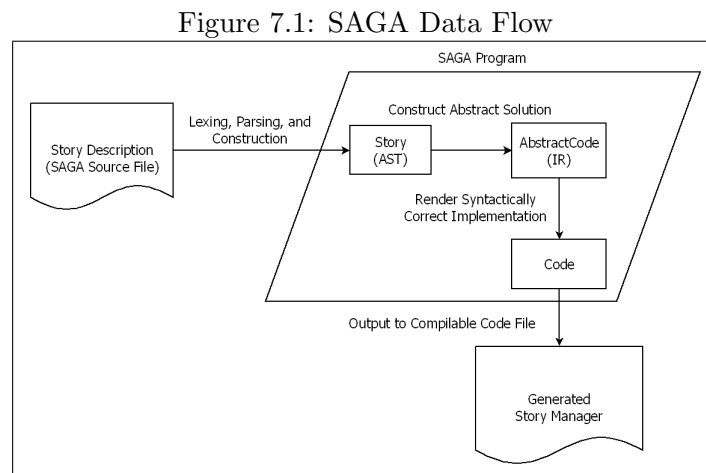 Figure 7.1: SAGA Data Flow
SAGA Program
Lexing, Parsing, and
Construction
Construct Abstract Solution
Story Description
(SAGA Source File)
Story
(AST)
AbstractCode
(IR)
Render Syntactically
Correct Implementation
Code
Output to Compilable Code File
Generated
Story Manager